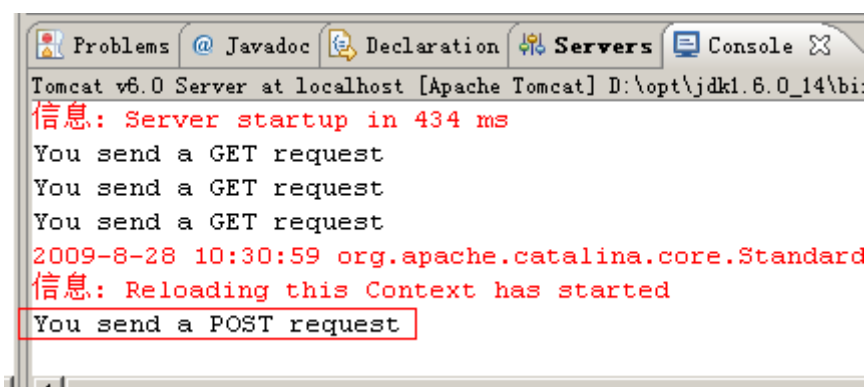 Problems @ Javadoc Declaration Servers Console
Tomcat v6.0 Server at localhost [Apache Tomcat] D:\opt\jdk1.6.0_14\bi
信息: Server startup in 434 ms
You send a GET request
You send a GET request
You send a GET request
2009-8-28 10:30:59 org.apache.catalina.core.Standard
信息: Reloading this Context has started
You send a POST request